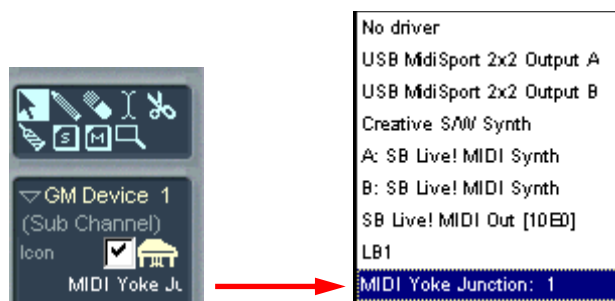 S M
GM Device 1
(Sub Channel)
Icon
MIDI Yoke Ju
No driver
USB MidiSport 2x2 Output A
USB MidiSport 2x2 Output B
Creative S/W Synth
A: SB Live! MIDI Synth
B: SB Live! MIDI Synth
SB Live! MIDI Out [10E0]
LB1
MIDI Yoke Junction: 1